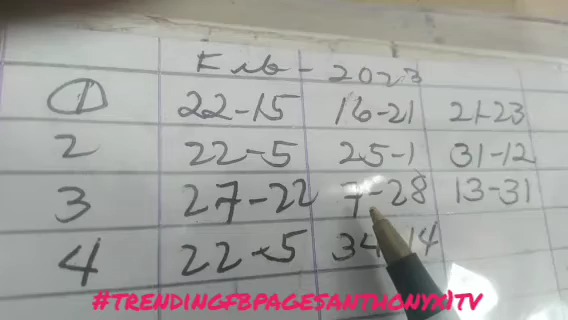 Feb - 2023
1 22-15 16-21 21-23
2 22-5 25-1 31-12
3 27-22 7-28 13-31
4 22-5 34-14
#TRENDINGFBPAGESANTHONYX1TV